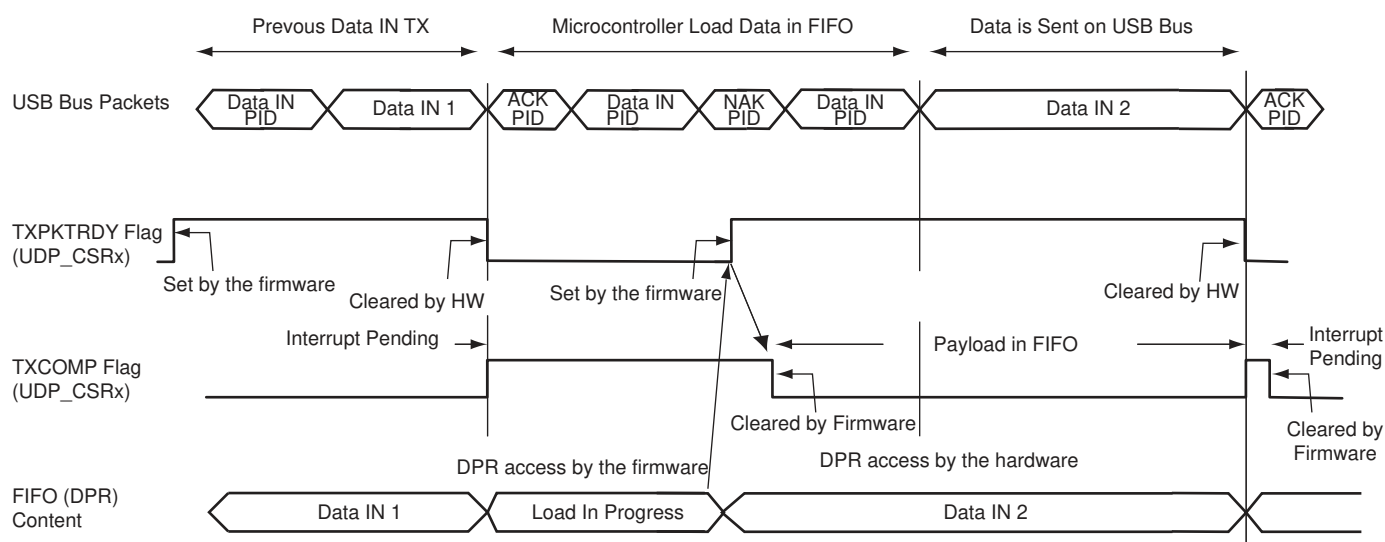 Prevous Data IN TX
Microcontroller Load Data in FIFO
Data is Sent on USB Bus
USB Bus Packets
Data IN
PID
Data IN 1
ACK
PID
Data IN
PID
NAK
PID
Data IN
PID
Data IN 2
ACK
PID
TXPKTRDY Flag
(UDP_CSRx)
Set by the firmware
Cleared by HW
Set by the firmware
Cleared by HW
Interrupt Pending
Payload in FIFO
Interrupt
Pending
TXCOMP Flag
(UDP_CSRx)
Cleared by Firmware
Cleared by
Firmware
DPR access by the firmware
DPR access by the hardware
FIFO (DPR)
Content
Data IN 1
Load In Progress
Data IN 2